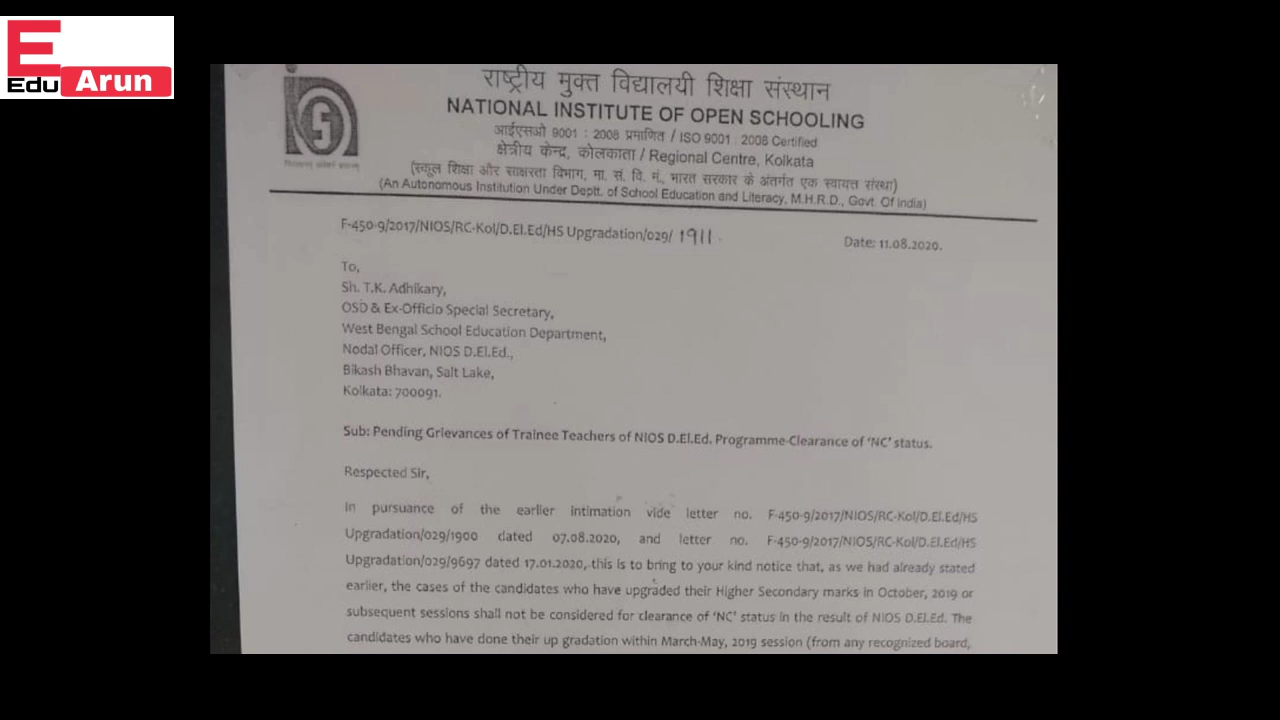 E
Edu Arun
राष्ट्रीय मुक्त विद्यालयी शिक्षा संस्थान
NATIONAL INSTITUTE OF OPEN SCHOOLING
आईएसओ 9001 : 2008 प्रमाणित / ISO 9001 : 2008 Certified
क्षेत्रीय केन्द्र, कोलकाता / Regional Centre, Kolkata
(स्कूल शिक्षा और साक्षरता विभाग, मा. सं. वि. मं., भारत सरकार के अंतर्गत एक स्वायत्त संस्था)
(An Autonomous Institution Under Deptt. of School Education and Literacy, M.H.R.D., Govt. Of India)
F-450-9/2017/NIOS/RC-Kol/D.El.Ed/HS Upgradation/029/ 1911.
Date: 11.08.2020.
To,
Sh. T.K. Adhikary,
OSD & Ex-Officio Special Secretary,
West Bengal School Education Department,
Nodal Officer, NIOS D.El.Ed.,
Bikash Bhavan, Salt Lake,
Kolkata: 700091.
Sub: Pending Grievances of Trainee Teachers of NIOS D.El.Ed. Programme-Clearance of 'NC' status.
Respected Sir,
In pursuance of the earlier intimation vide letter no. F-450-9/2017/NIOS/RC-Kol/D.El.Ed/HS
Upgradation/029/1900 dated 07.08.2020, and letter no. F-450-9/2017/NIOS/RC-Kol/D.El.Ed/HS
Upgradation/029/9697 dated 17.01.2020, this is to bring to your kind notice that, as we had already stated
earlier, the cases of the candidates who have upgraded their Higher Secondary marks in October, 2019 or
subsequent sessions shall not be considered for clearance of 'NC' status in the result of NIOS D.El.Ed. The
candidates who have done their up gradation within March-May, 2019 session (from any recognized board,